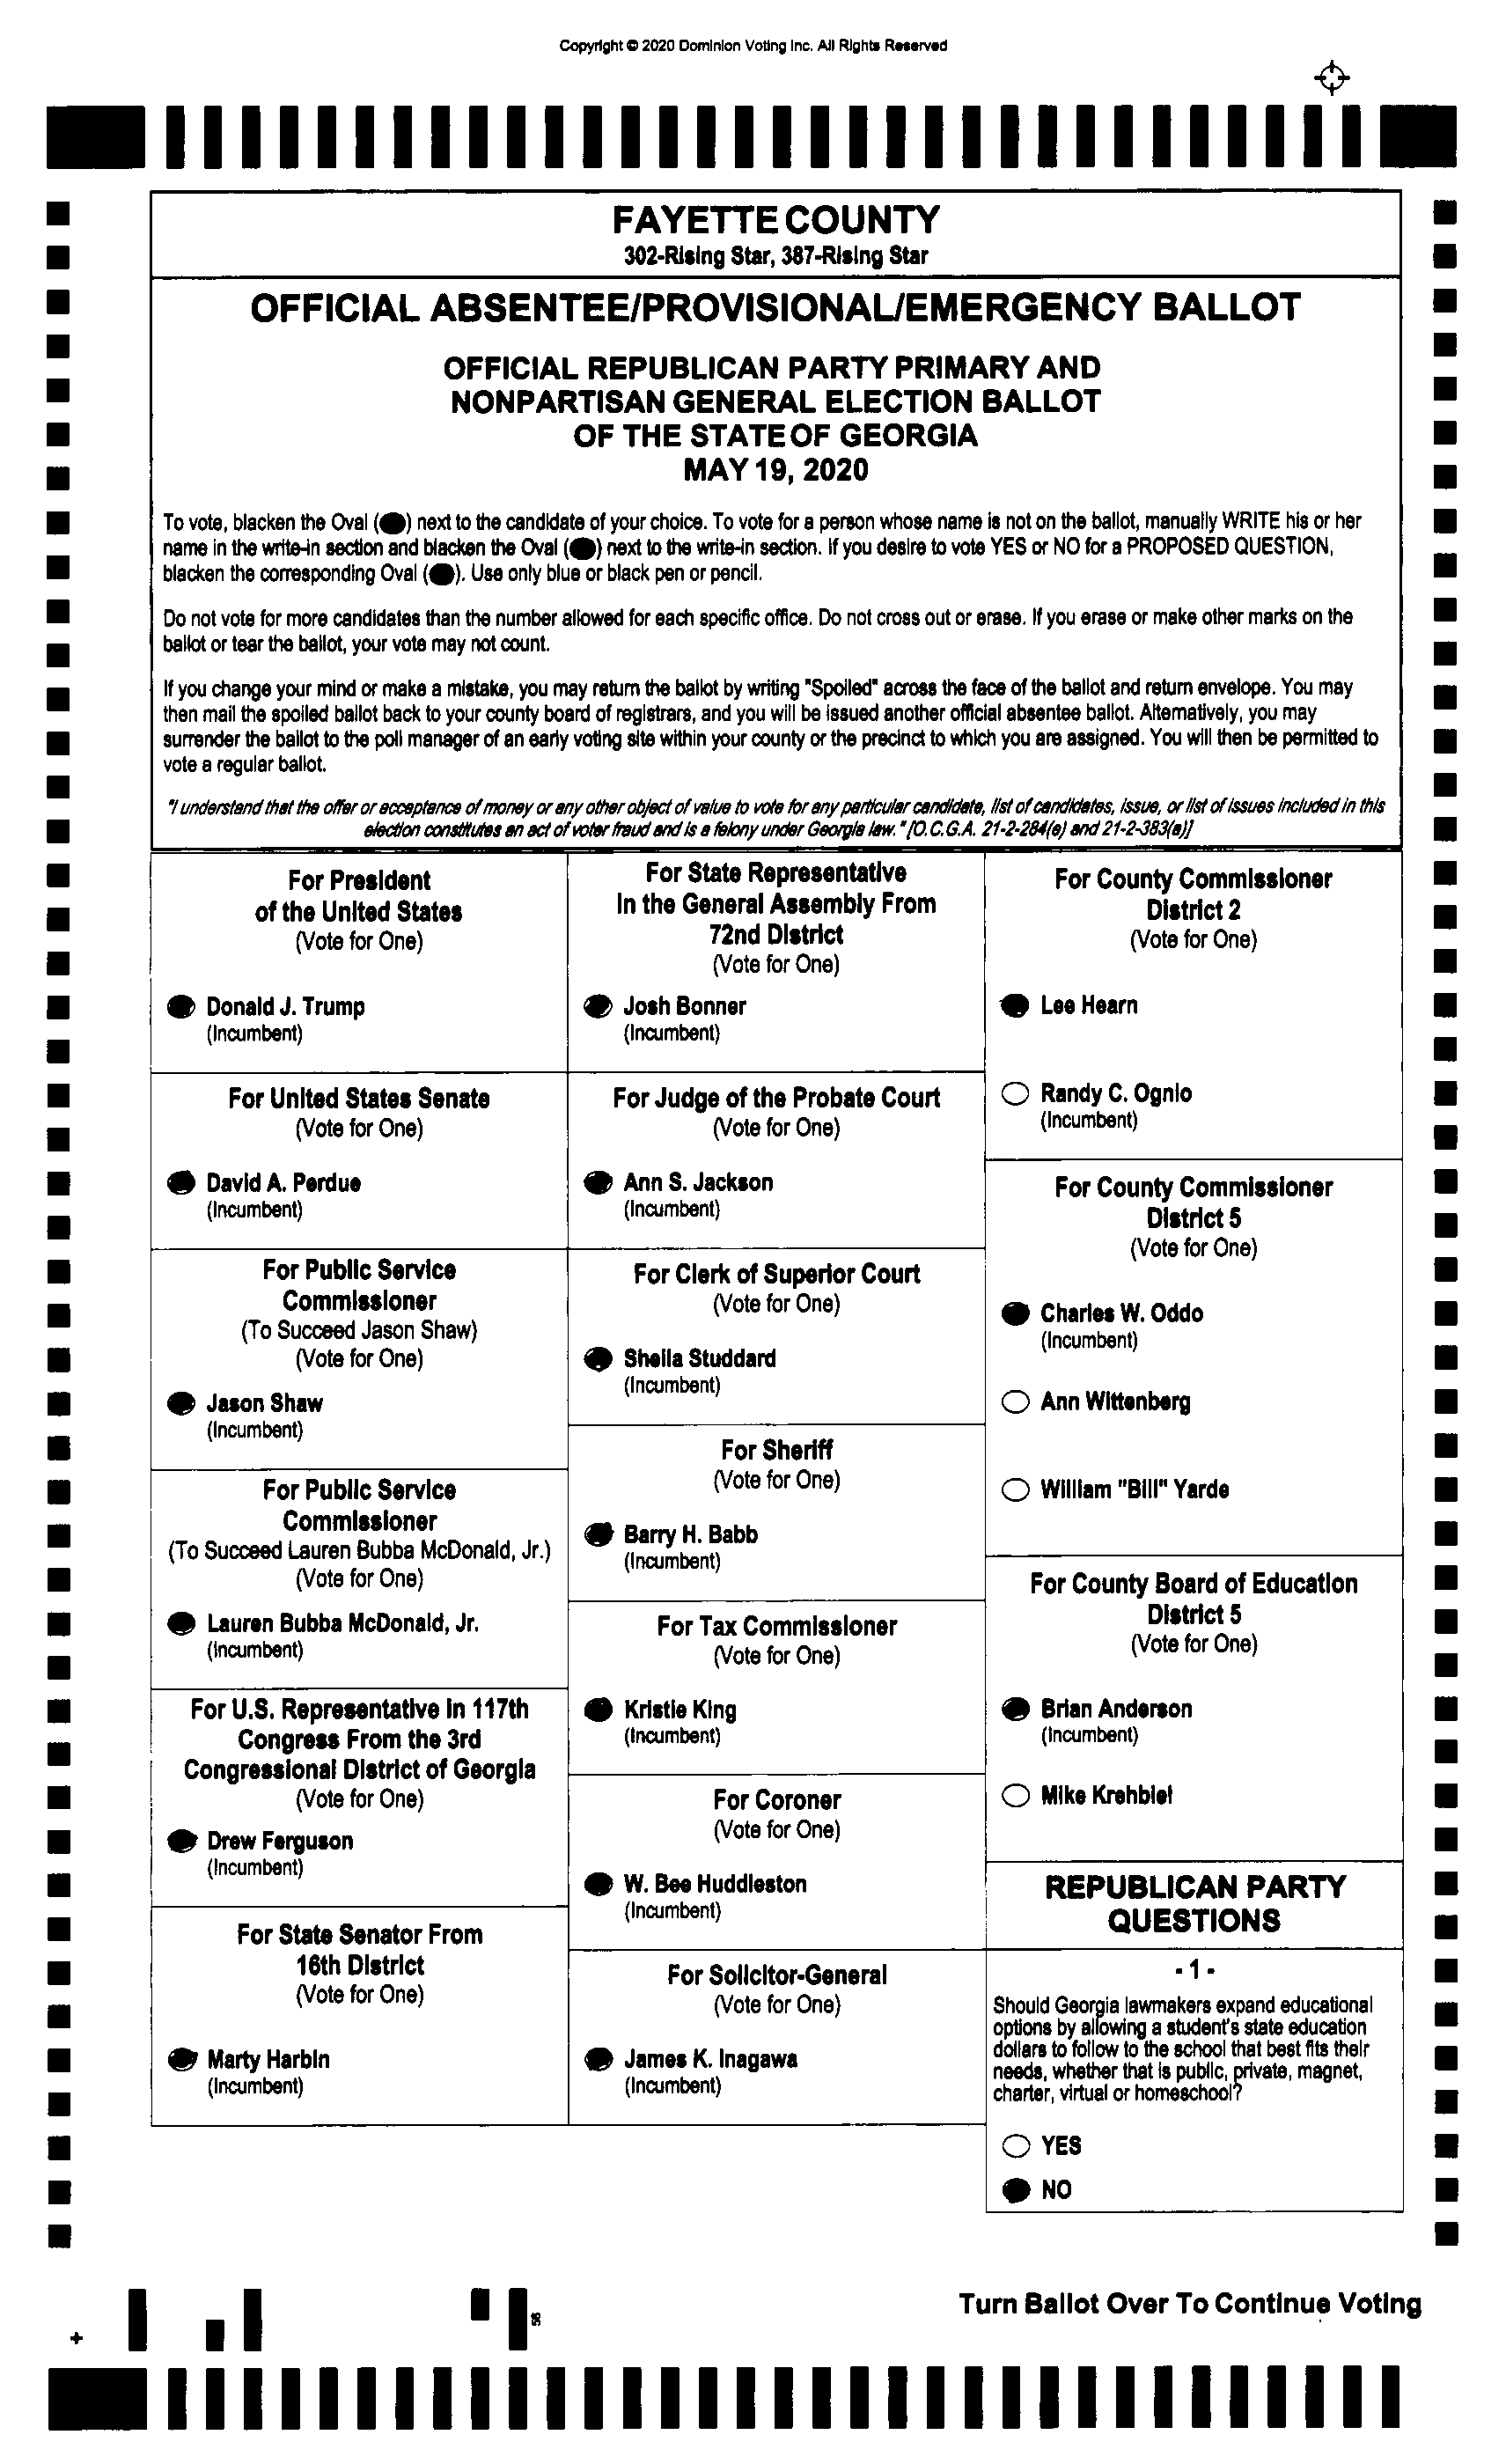 Copyright © 2020 Dominion Voting Inc. All Rights Reserved
FAYETTE COUNTY
302-Rising Star, 387-Rising Star
OFFICIAL ABSENTEE/PROVISIONAL/EMERGENCY BALLOT
OFFICIAL REPUBLICAN PARTY PRIMARY AND
NONPARTISAN GENERAL ELECTION BALLOT
OF THE STATE OF GEORGIA
MAY 19, 2020
To vote, blacken the Oval ( ) next to the candidate of your choice. To vote for a person whose name is not on the ballot, manually WRITE his or her
name in the write-in section and blacken the Oval ( ) next to the write-in section. If you desire to vote YES or NO for a PROPOSED QUESTION,
blacken the corresponding Oval ( ). Use only blue or black pen or pencil.
Do not vote for more candidates than the number allowed for each specific office. Do not cross out or erase. If you erase or make other marks on the
ballot or tear the ballot, your vote may not count.
If you change your mind or make a mistake, you may return the ballot by writing "Spoiled" across the face of the ballot and return envelope. You may
then mail the spoiled ballot back to your county board of registrars, and you will be issued another official absentee ballot. Alternatively, you may
surrender the ballot to the poll manager of an early voting site within your county or the precinct to which you are assigned. You will then be permitted to
vote a regular ballot.
"I understand that the offer or acceptance of money or any other object of value to vote for any particular candidate, list of candidates, issue, or list of issues included in this
election constitutes an act of voter fraud and is a felony under Georgia law." [O.C.G.A. 21-2-284(e) and 21-2-383(a)]
For President
of the United States
(Vote for One)
Donald J. Trump
(Incumbent)
For United States Senate
(Vote for One)
David A. Perdue
(Incumbent)
For Public Service
Commissioner
(To Succeed Jason Shaw)
(Vote for One)
Jason Shaw
(Incumbent)
For Public Service
Commissioner
(To Succeed Lauren Bubba McDonald, Jr.)
(Vote for One)
Lauren Bubba McDonald, Jr.
(Incumbent)
For U.S. Representative in 117th
Congress From the 3rd
Congressional District of Georgia
(Vote for One)
Drew Ferguson
(Incumbent)
For State Senator From
16th District
(Vote for One)
Marty Harbin
(Incumbent)
For State Representative
In the General Assembly From
72nd District
(Vote for One)
Josh Bonner
(Incumbent)
For Judge of the Probate Court
(Vote for One)
Ann S. Jackson
(Incumbent)
For Clerk of Superior Court
(Vote for One)
Sheila Studdard
(Incumbent)
For Sheriff
(Vote for One)
Barry H. Babb
(Incumbent)
For Tax Commissioner
(Vote for One)
Kristie King
(Incumbent)
For Coroner
(Vote for One)
W. Bee Huddleston
(Incumbent)
For Solicitor-General
(Vote for One)
James K. Inagawa
(Incumbent)
For County Commissioner
District 2
(Vote for One)
Lee Hearn
Randy C. Ognio
(Incumbent)
For County Commissioner
District 5
(Vote for One)
Charles W. Oddo
(Incumbent)
Ann Wittenberg
William "Bill" Yarde
For County Board of Education
District 5
(Vote for One)
Brian Anderson
(Incumbent)
Mike Krehbiel
REPUBLICAN PARTY
QUESTIONS
- 1 -
Should Georgia lawmakers expand educational
options by allowing a student's state education
dollars to follow to the school that best fits their
needs, whether that is public, private, magnet,
charter, virtual or homeschool?
YES
NO
Turn Ballot Over To Continue Voting